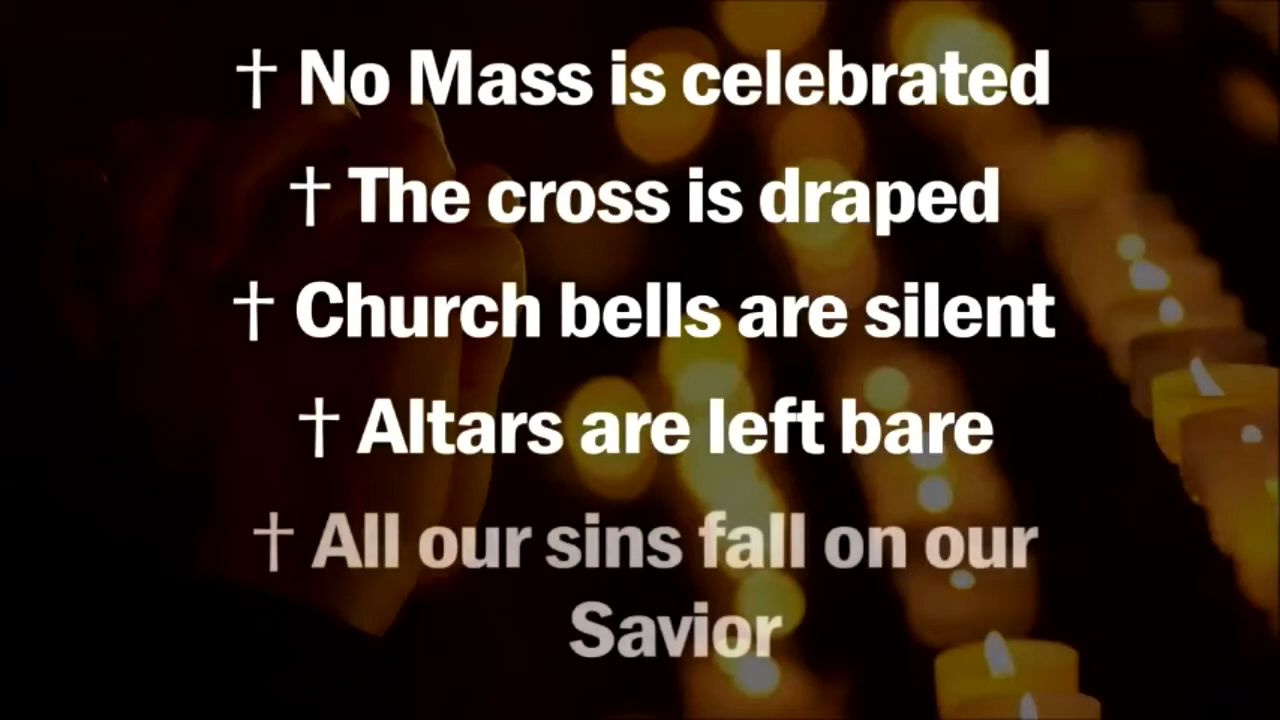 † No Mass is celebrated
† The cross is draped
† Church bells are silent
† Altars are left bare
† All our sins fall on our
Savior